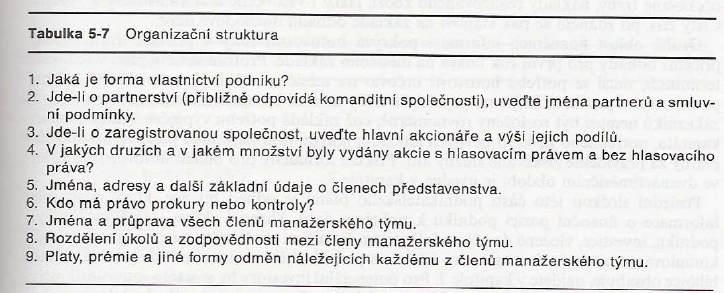 Tabulka 5-7 Organizační struktura
1. Jaká je forma vlastnictví podniku?
2. Jde-li o partnerství (přibližně odpovídá komanditní společnosti), uveďte jména partnerů a smluv-
ní podmínky.
3. Jde-li o zaregistrovanou společnost, uveďte hlavní akcionáře a výši jejich podílů.
4. V jakých druzích a v jakém množství byly vydány akcie s hlasovacím právem a bez hlasovacího
práva?
5. Jména, adresy a další základní údaje o členech představenstva.
6. Kdo má právo prokury nebo kontroly?
7. Jména a průprava všech členů manažerského týmu.
8. Rozdělení úkolů a zodpovědnosti mezi členy manažerského týmu.
9. Platy, prémie a jiné formy odměn náležejících každému z členů manažerského týmu.